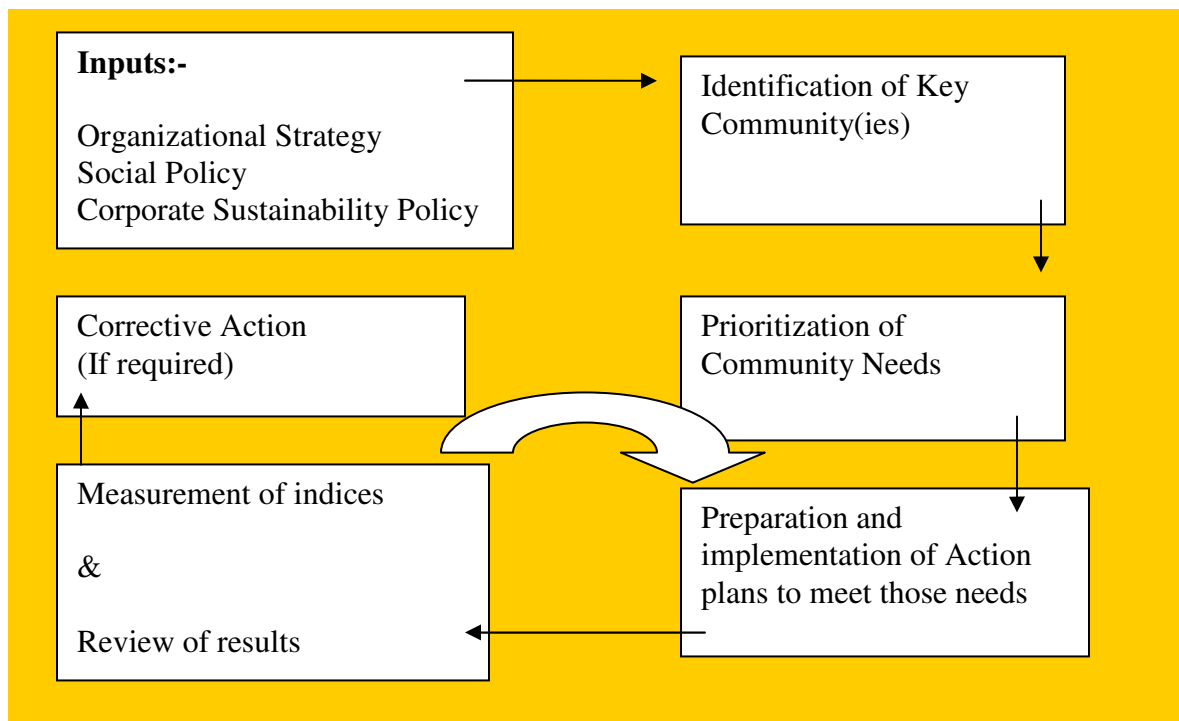 Inputs:-
Organizational Strategy
Social Policy
Corporate Sustainability Policy
Identification of Key
Community(ies)
Prioritization of
Community Needs
Preparation and
implementation of Action
plans to meet those needs
Measurement of indices
&
Review of results
Corrective Action
(If required)